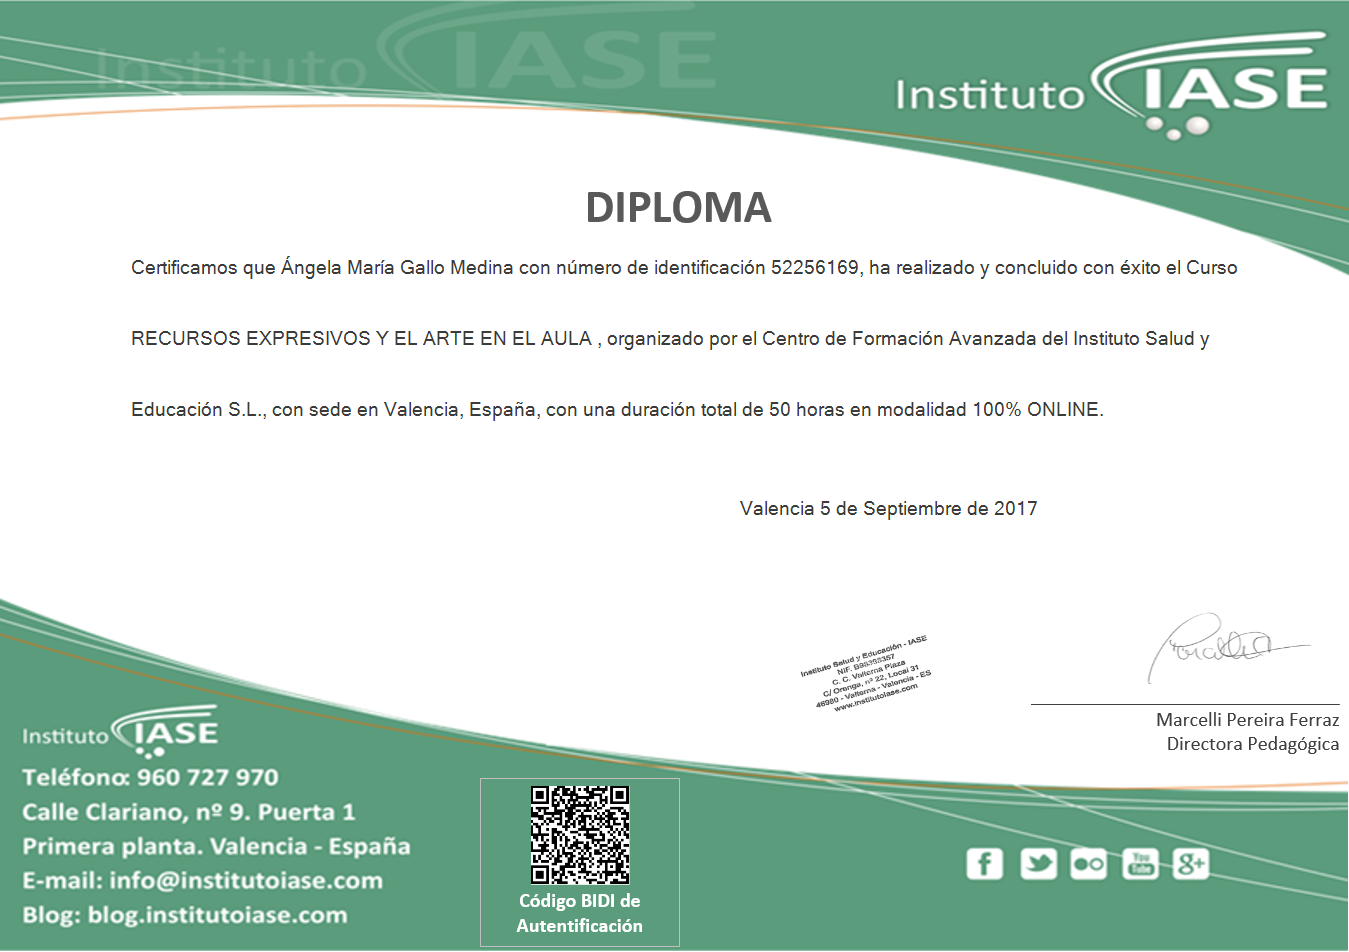 Instituto IASE
Instituto IASE
DIPLOMA
Certificamos que Ángela María Gallo Medina con número de identificación 52256169, ha realizado y concluido con éxito el Curso
RECURSOS EXPRESIVOS Y EL ARTE EN EL AULA , organizado por el Centro de Formación Avanzada del Instituto Salud y
Educación S.L., con sede en Valencia, España, con una duración total de 50 horas en modalidad 100% ONLINE.
Valencia 5 de Septiembre de 2017
Instituto Salud y Educación - IASE
C. C. Valterna Plaza
C/ Oronga, nº 22, Local 31
46980 - Valterna - Valencia - ES
www.institutoiase.com
Marcelli Pereira Ferraz
Directora Pedagógica
Instituto IASE
Teléfono: 960 727 970
Calle Clariano, nº 9. Puerta 1
Primera planta. Valencia - España
E-mail: info@institutoiase.com
Blog: blog.institutoiase.com
Código BIDI de
Autentificación
f
You
Tube
g+